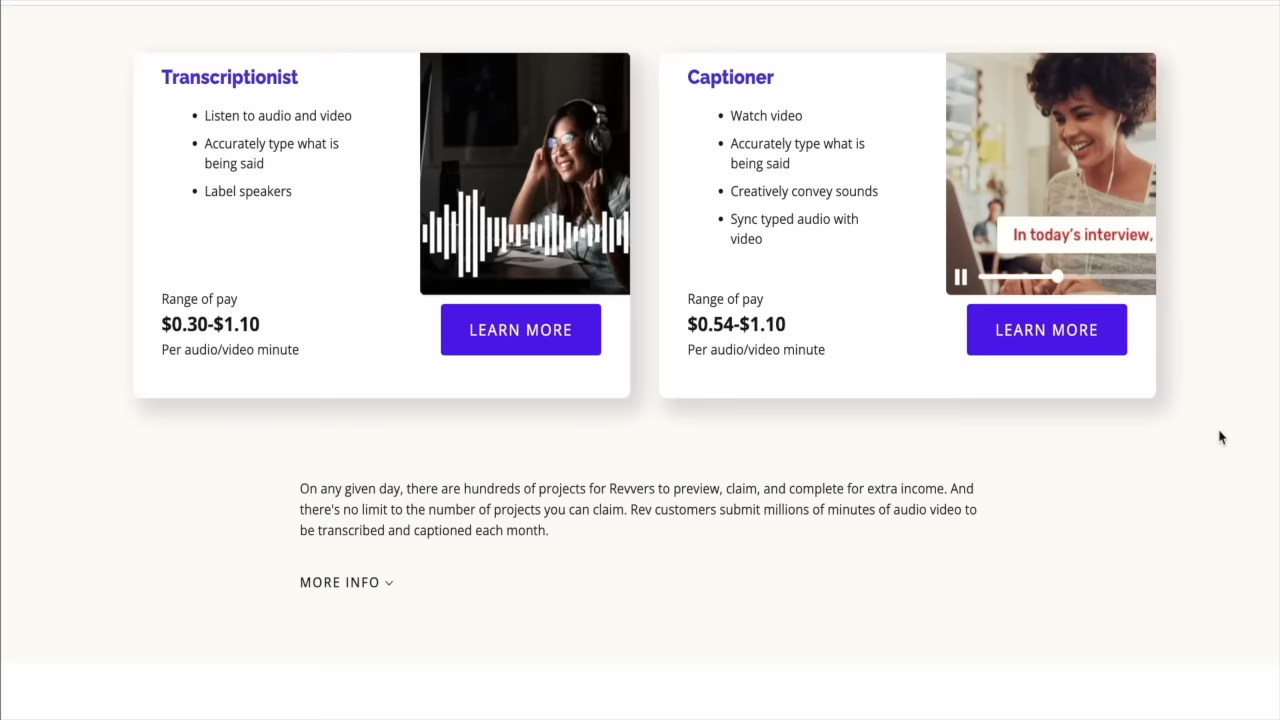 Transcriptionist
• Listen to audio and video
• Accurately type what is
being said
• Label speakers
Range of pay
$0.30-$1.10
Per audio/video minute
LEARN MORE
Captioner
• Watch video
• Accurately type what is
being said
• Creatively convey sounds
• Sync typed audio with
video
In today's interview,
Range of pay
$0.54-$1.10
Per audio/video minute
LEARN MORE
On any given day, there are hundreds of projects for Revvers to preview, claim, and complete for extra income. And
there's no limit to the number of projects you can claim. Rev customers submit millions of minutes of audio video to
be transcribed and captioned each month.
MORE INFO